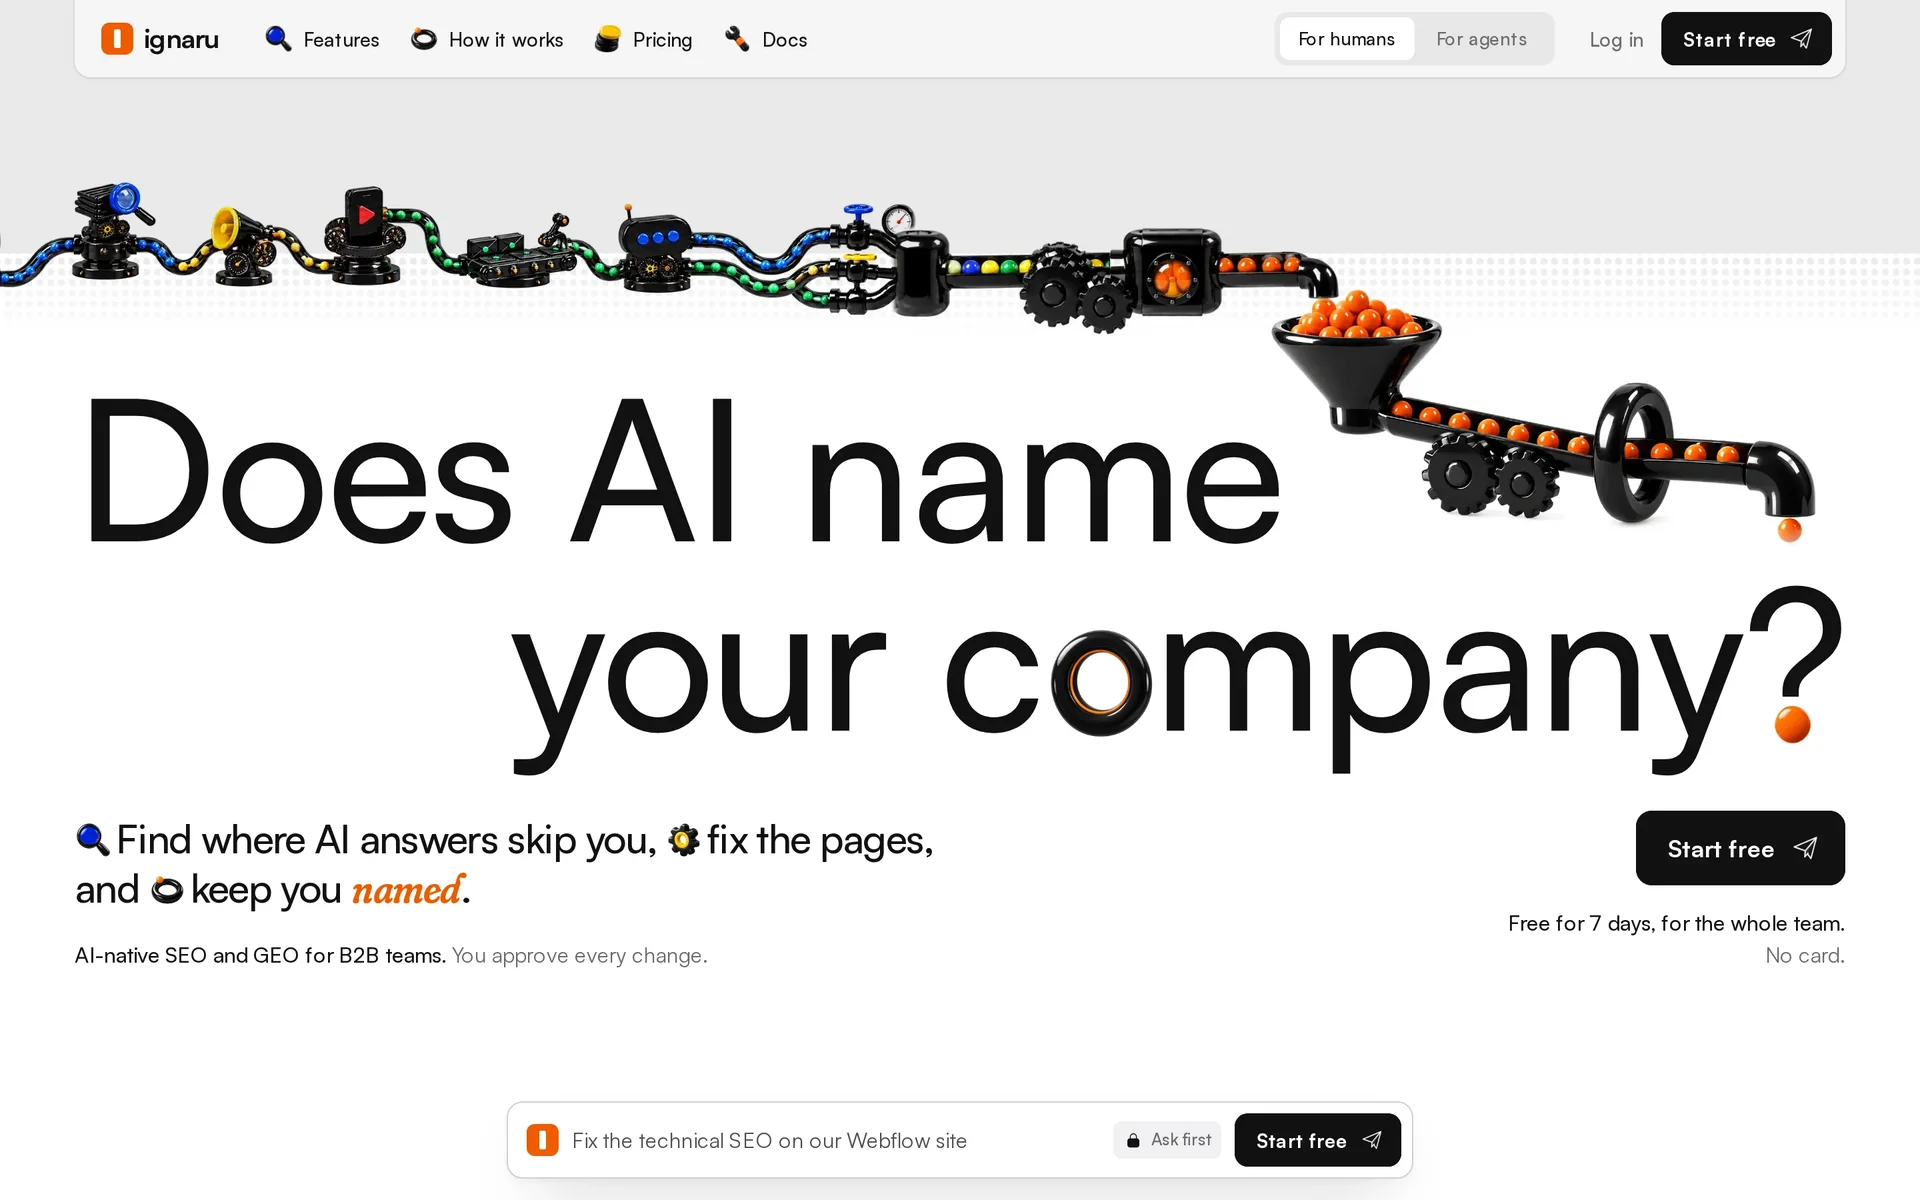 ignaru
Features
How it works
Pricing
Docs
For humans
For agents
Log in
Start free
Does AI name
your company?
Find where AI answers skip you, fix the pages,
and keep you named.
AI-native SEO and GEO for B2B teams. You approve every change.
Start free
Free for 7 days, for the whole team.
No card.
Fix the technical SEO on our Webflow site
Ask first
Start free